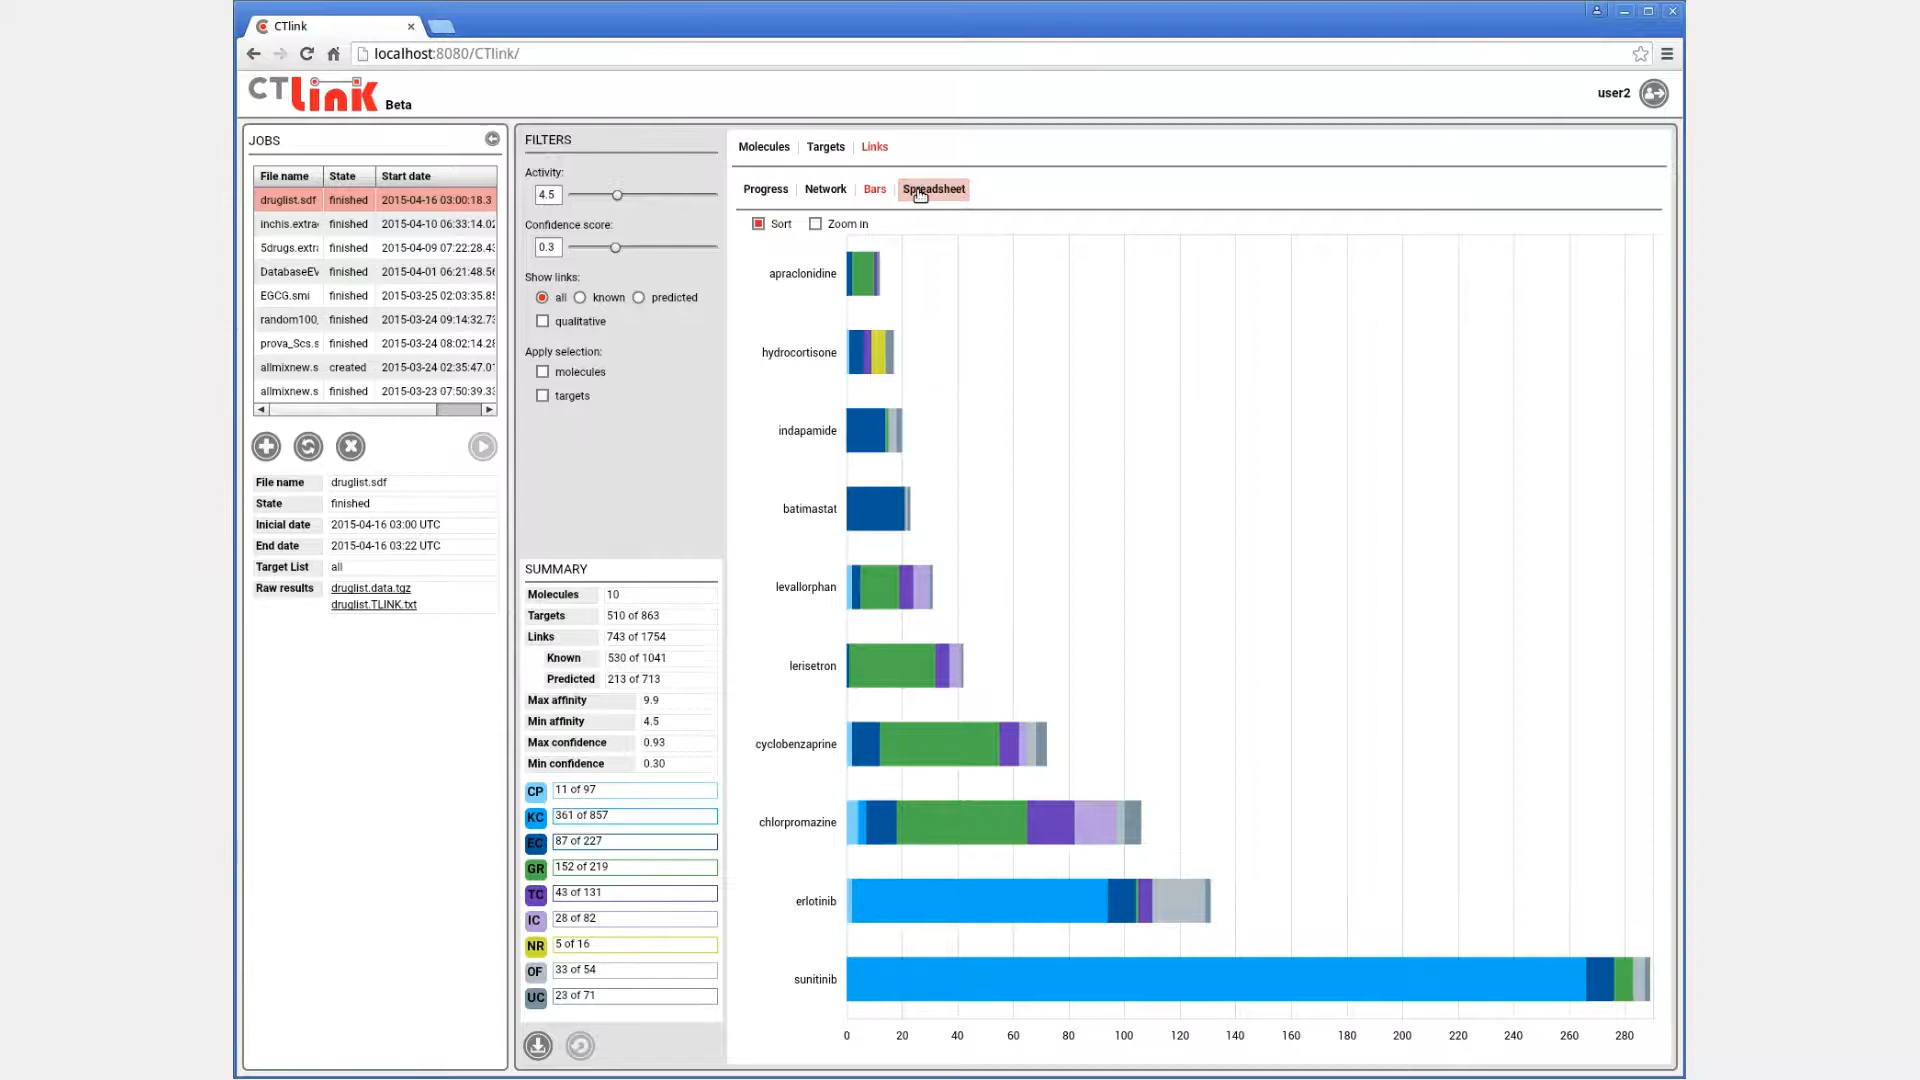 CTlink
localhost:8080/CTlink/
CTlink Beta
user2
JOBS
File name State Start date
druglist.sdf finished 2015-04-16 03:00:18.3
inchis.extra finished 2015-04-10 06:33:14.02
5drugs.extra finished 2015-04-09 07:22:28.43
DatabaseEV finished 2015-04-01 06:21:48.56
EGCG.smi finished 2015-03-25 02:03:35.85
random100_ finished 2015-03-24 09:14:32.73
prova_Scs.s finished 2015-03-24 08:02:14.28
allmixnew.s created 2015-03-24 02:35:47.07
allmixnew.s finished 2015-03-23 07:50:39.33
File name druglist.sdf
State finished
Inicial date 2015-04-16 03:00 UTC
End date 2015-04-16 03:22 UTC
Target List all
Raw results druglist.data.tgz
druglist.TLINK.txt
FILTERS
Activity:
4.5
Confidence score:
0.3
Show links:
all known predicted
qualitative
Apply selection:
molecules
targets
SUMMARY
Molecules 10
Targets 510 of 863
Links 743 of 1754
Known 530 of 1041
Predicted 213 of 713
Max affinity 9.9
Min affinity 4.5
Max confidence 0.93
Min confidence 0.30
CP 11 of 97
KC 361 of 857
EC 87 of 227
GR 152 of 219
TC 43 of 131
IC 28 of 82
NR 5 of 16
OF 33 of 54
UC 23 of 71
Molecules Targets Links
Progress Network Bars Spreadsheet
Sort Zoom in
apraclonidine
hydrocortisone
indapamide
batimastat
levallorphan
lerisetron
cyclobenzaprine
chlorpromazine
erlotinib
sunitinib
0 20 40 60 80 100 120 140 160 180 200 220 240 260 280